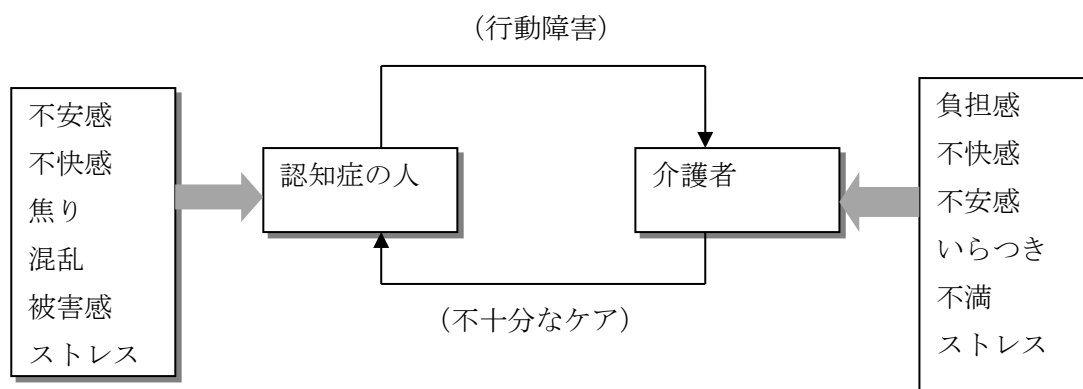 （行動障害）
不安感
不快感
焦り
混乱
被害感
ストレス
認知症の人
介護者
負担感
不快感
不安感
いらつき
不満
ストレス
（不十分なケア）